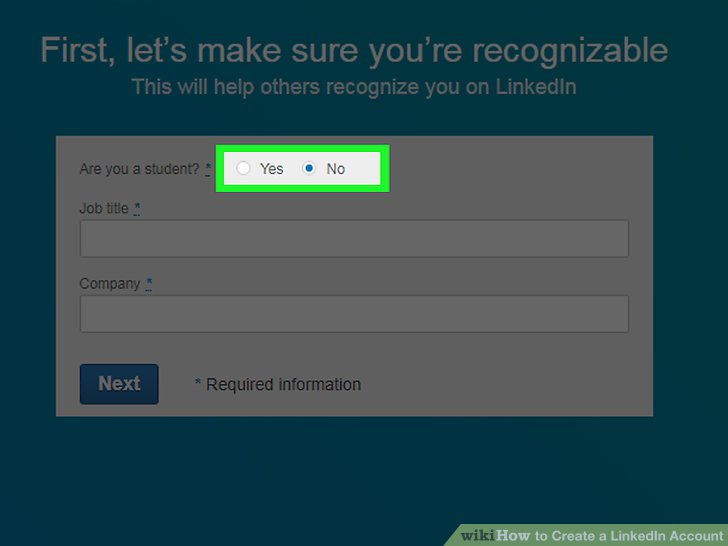 First, let's make sure you're recognizable
This will help others recognize you on LinkedIn
Are you a student? * Yes No
Job title *
Company *
Next * Required information
wikiHow to Create a LinkedIn Account